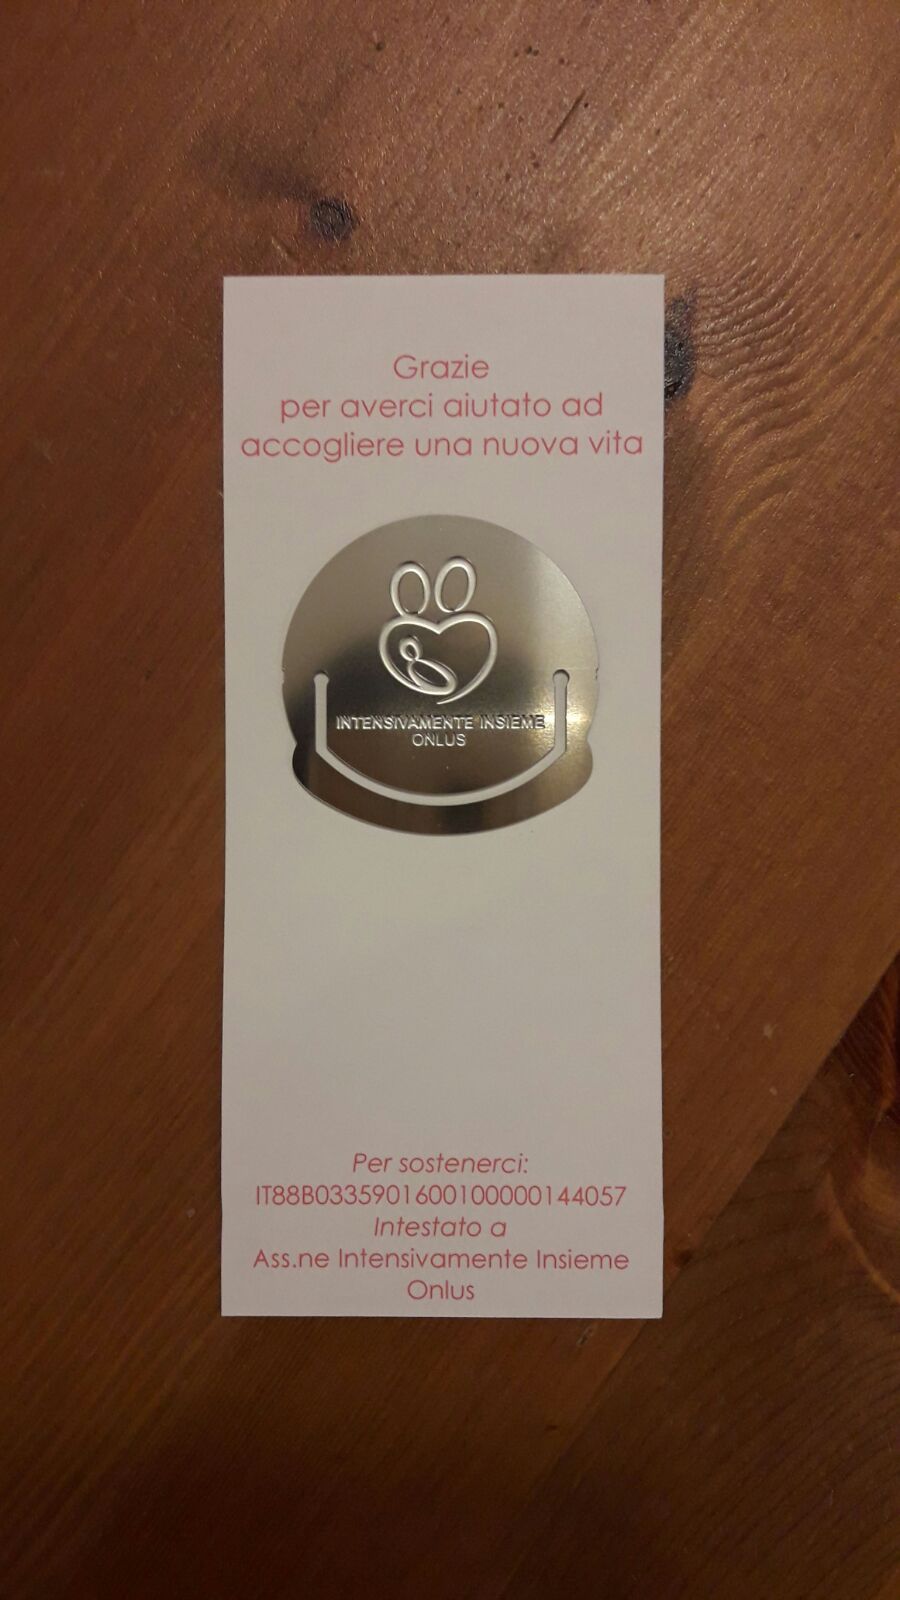 Grazie
per averci aiutato ad
accogliere una nuova vita
INTENSIVAMENTE INSIEME
ONLUS
Per sostenerci:
IT88B0335901600100000144057
Intestato a
Ass.ne Intensivamente Insieme
Onlus